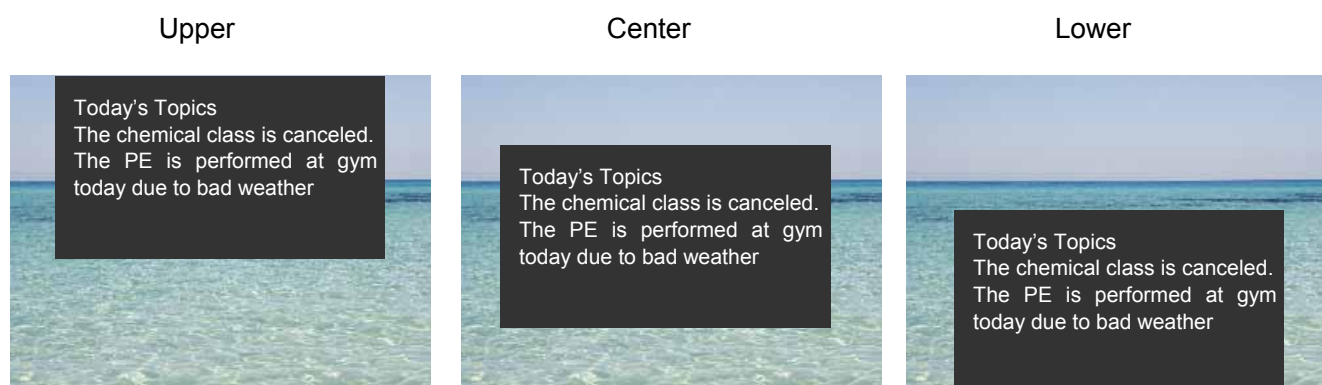 Upper
Center
Lower
Today's Topics
The chemical class is canceled.
The PE is performed at gym
today due to bad weather
Today's Topics
The chemical class is canceled.
The PE is performed at gym
today due to bad weather
Today's Topics
The chemical class is canceled.
The PE is performed at gym
today due to bad weather